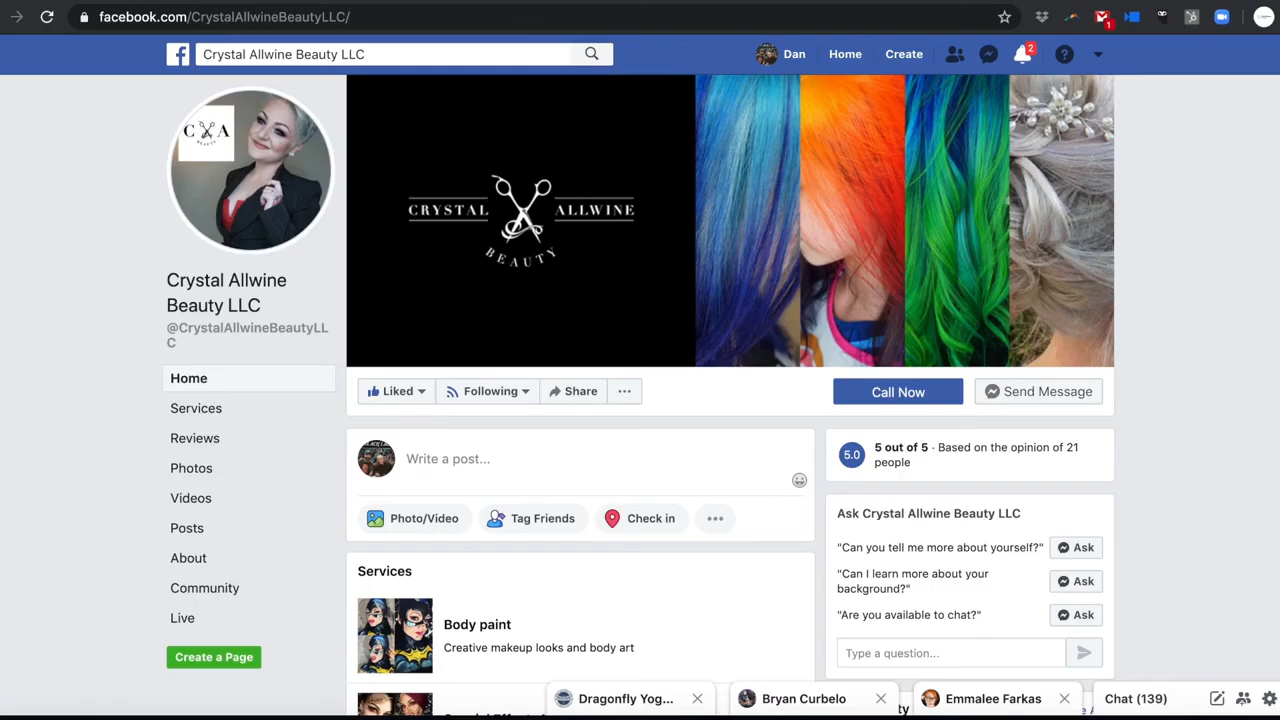 facebook.com/CrystalAllwineBeautyLLC/
1
Crystal Allwine Beauty LLC
Dan
Home
Create
2
C A
BEAUTY
CRYSTAL ALLWINE
BEAUTY
Crystal Allwine
Beauty LLC
@CrystalAllwineBeautyLL
C
Home
Services
Reviews
Photos
Videos
Posts
About
Community
Live
Create a Page
Liked
Following
Share
Call Now
Send Message
Write a post...
Photo/Video
Tag Friends
Check in
Services
Body paint
Creative makeup looks and body art
5.0
5 out of 5 · Based on the opinion of 21
people
Ask Crystal Allwine Beauty LLC
"Can you tell me more about yourself?"
Ask
"Can I learn more about your
background?"
Ask
"Are you available to chat?"
Ask
Type a question...
Dragonfly Yog...
Bryan Curbelo
Emmalee Farkas
Chat (139)